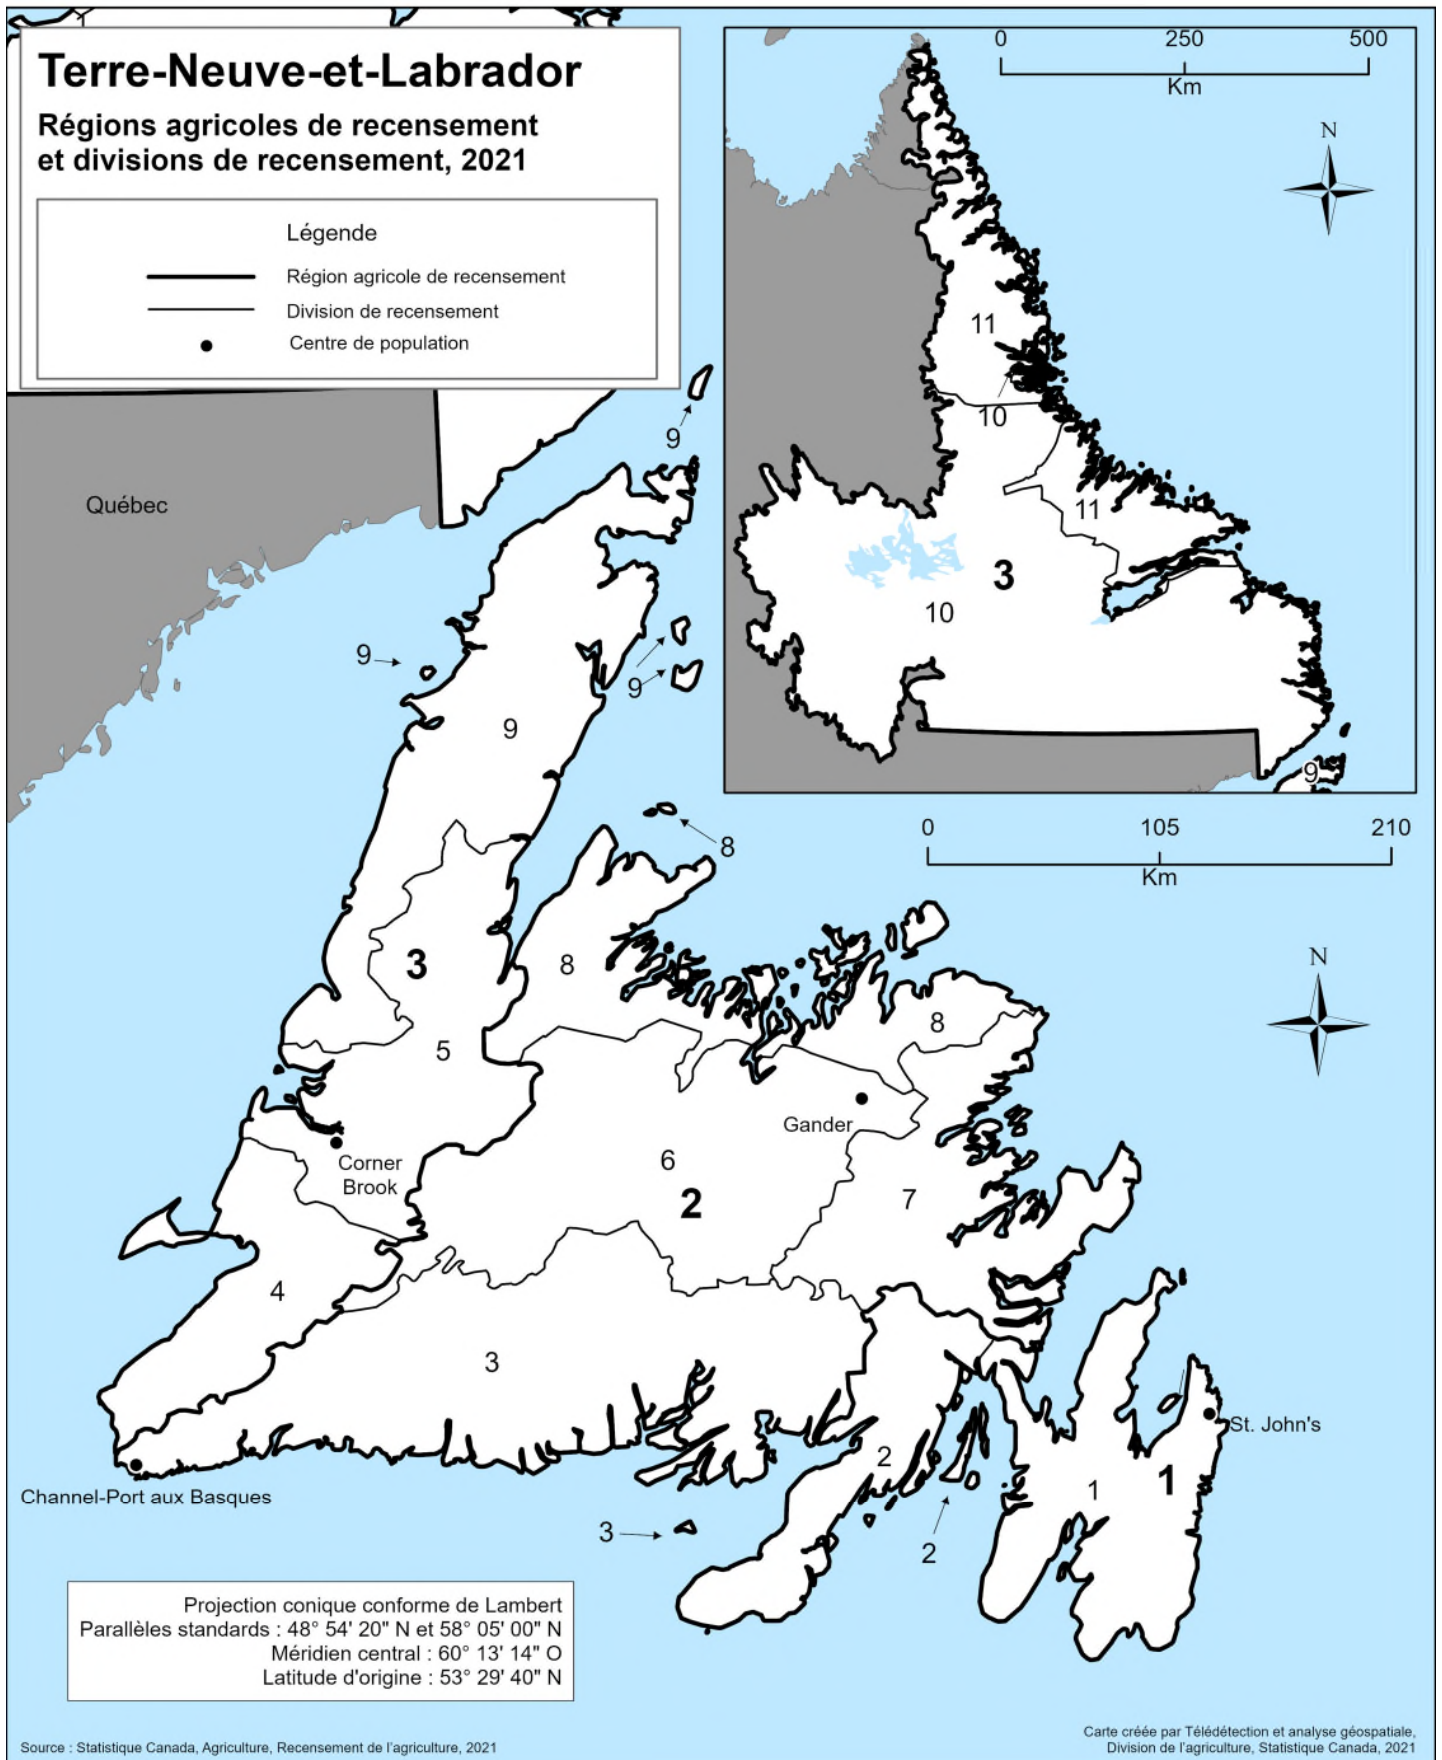 Terre-Neuve-et-Labrador
Régions agricoles de recensement
et divisions de recensement, 2021
Légende
Région agricole de recensement
Division de recensement
Centre de population
0 250 500
Km
N
11
10
11
3
10
9
Québec
9
9
9
9
8
0 105 210
Km
N
3
8
8
5
Gander
Corner
Brook
6
2
7
4
3
2
St. John's
1
1
Channel-Port aux Basques
3
2
Projection conique conforme de Lambert
Parallèles standards : 48° 54' 20" N et 58° 05' 00" N
Méridien central : 60° 13' 14" O
Latitude d'origine : 53° 29' 40" N
Source : Statistique Canada, Agriculture, Recensement de l'agriculture, 2021
Carte créée par Télédétection et analyse géospatiale,
Division de l'agriculture, Statistique Canada, 2021